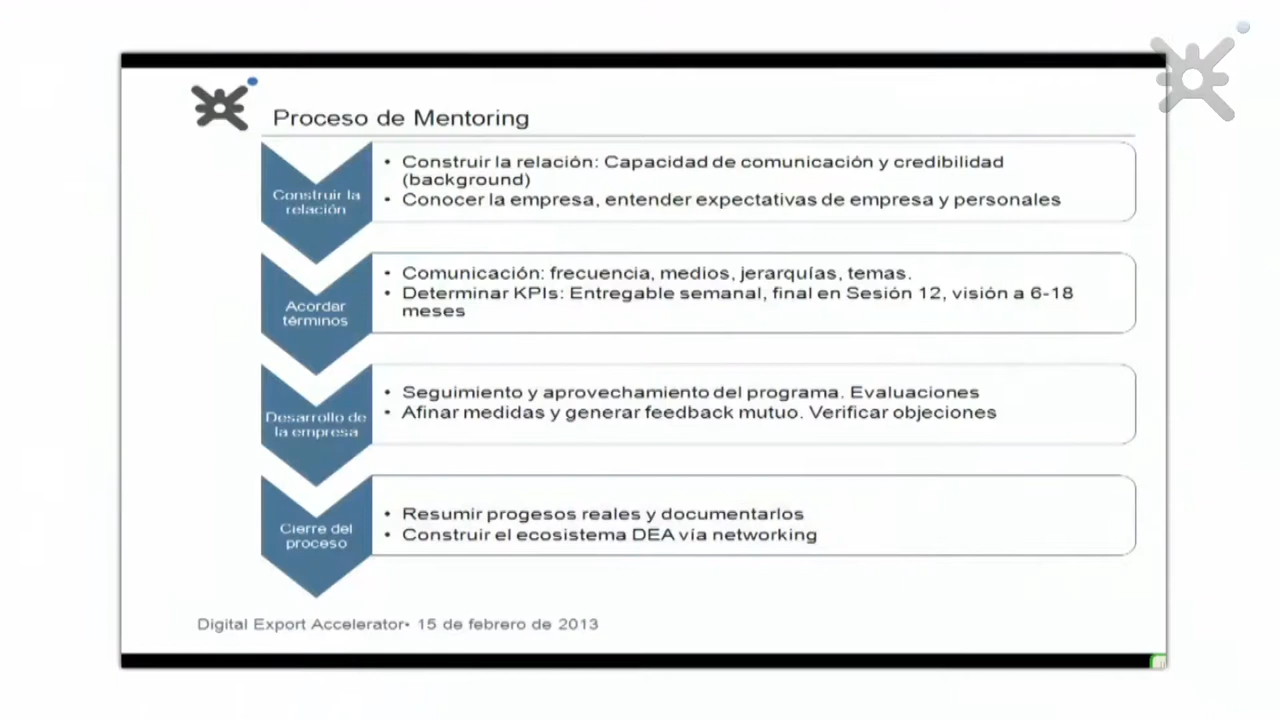 Proceso de Mentoring
Construir la
relación
• Construir la relación: Capacidad de comunicación y credibilidad
(background)
• Conocer la empresa, entender expectativas de empresa y personales
Acordar
términos
• Comunicación: frecuencia, medios, jerarquías, temas.
• Determinar KPIs: Entregable semanal, final en Sesión 12, visión a 6-18
meses
Desarrollo de
la empresa
• Seguimiento y aprovechamiento del programa. Evaluaciones
• Afinar medidas y generar feedback mutuo. Verificar objeciones
Cierre del
proceso
• Resumir progesos reales y documentarlos
• Construir el ecosistema DEA vía networking
Digital Export Accelerator• 15 de febrero de 2013